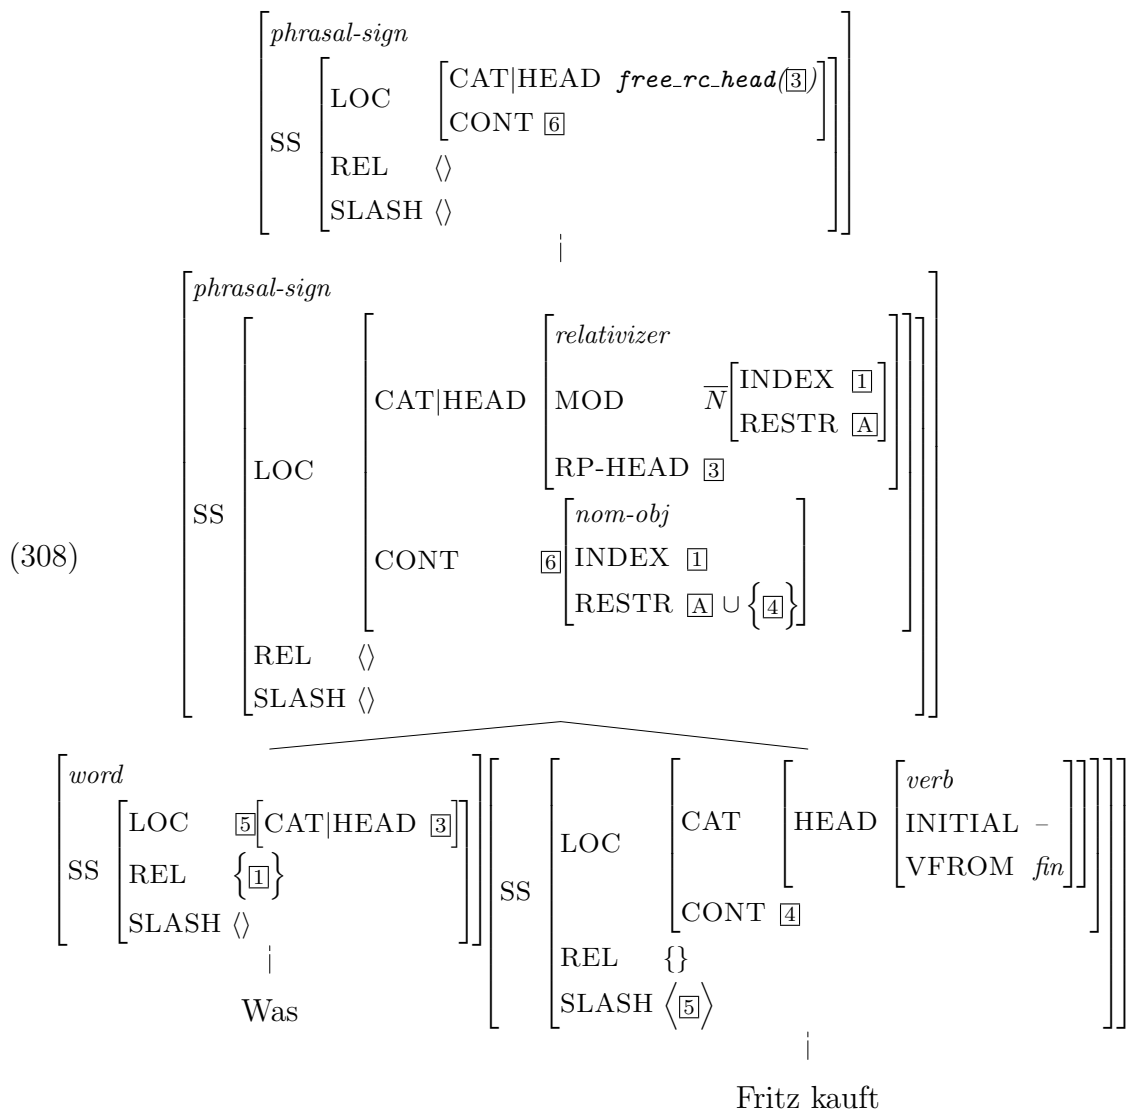 phrasal-sign
SS
LOC
CAT|HEAD free_rc_head(3)
CONT 6
REL ⟨⟩
SLASH ⟨⟩
(308)
phrasal-sign
SS
LOC
CAT|HEAD
relativizer
MOD N̅
INDEX 1
RESTR A
RP-HEAD 3
CONT 6
nom-obj
INDEX 1
RESTR A ∪ {4}
REL ⟨⟩
SLASH ⟨⟩
word
SS
LOC 5[CAT|HEAD 3]
REL {1}
SLASH ⟨⟩
Was
SS
LOC
CAT
HEAD
verb
INITIAL –
VFROM fin
CONT 4
REL {}
SLASH ⟨5⟩
Fritz kauft